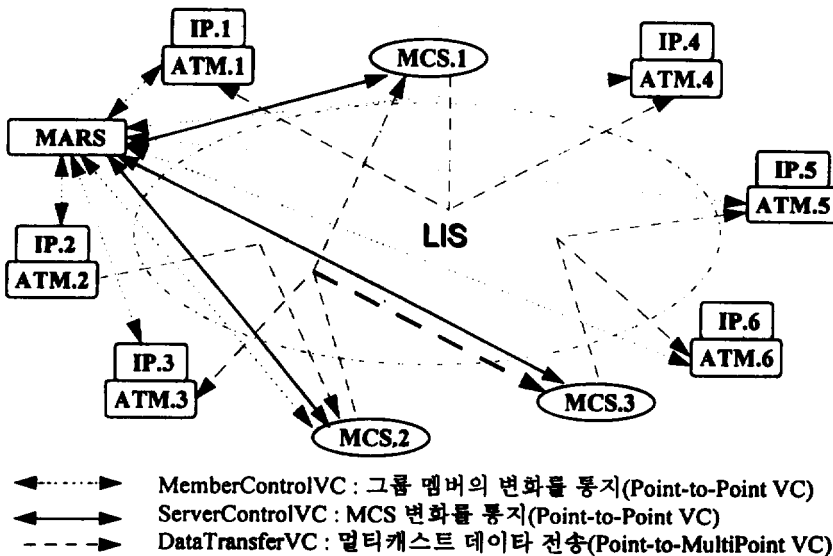 IP.1
ATM.1
MCS.1
IP.4
ATM.4
MARS
IP.5
ATM.5
LIS
IP.2
ATM.2
IP.6
ATM.6
IP.3
ATM.3
MCS.3
MCS.2
MemberControlVC : 그룹 멤버의 변화를 통지(Point-to-Point VC)
ServerControlVC : MCS 변화를 통지(Point-to-Point VC)
DataTransferVC : 멀티캐스트 데이타 전송(Point-to-MultiPoint VC)